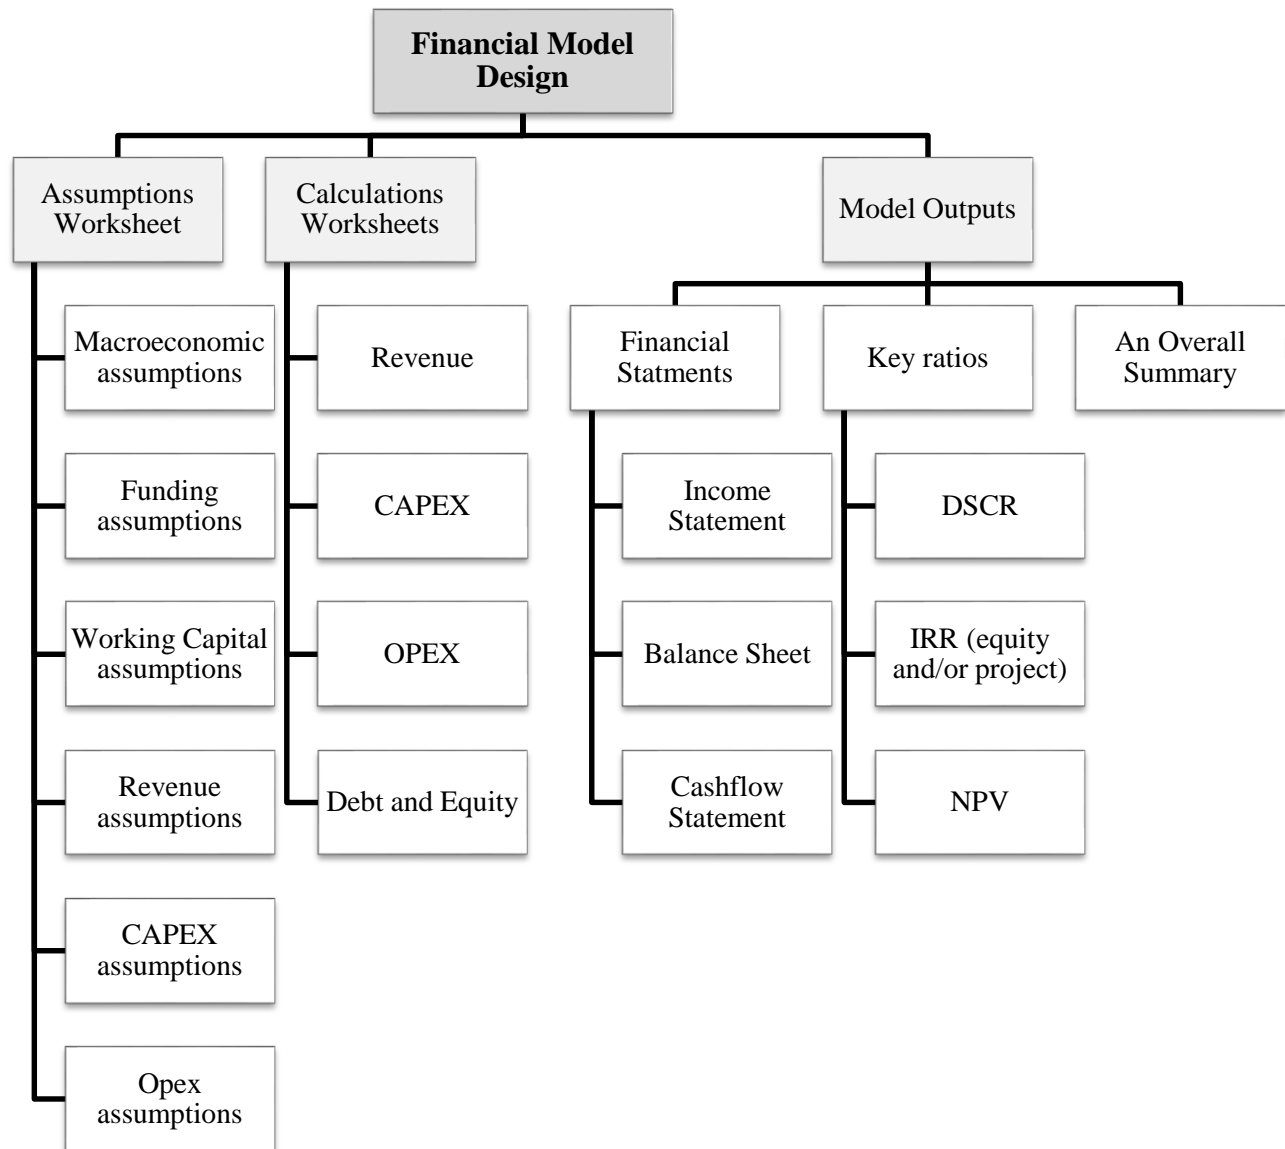 Financial Model
Design
Assumptions
Worksheet
Calculations
Worksheets
Model Outputs
Macroeconomic
assumptions
Funding
assumptions
Working Capital
assumptions
Revenue
assumptions
CAPEX
assumptions
Opex
assumptions
Revenue
CAPEX
OPEX
Debt and Equity
Financial
Statments
Income
Statement
Balance Sheet
Cashflow
Statement
Key ratios
DSCR
IRR (equity
and/or project)
NPV
An Overall
Summary